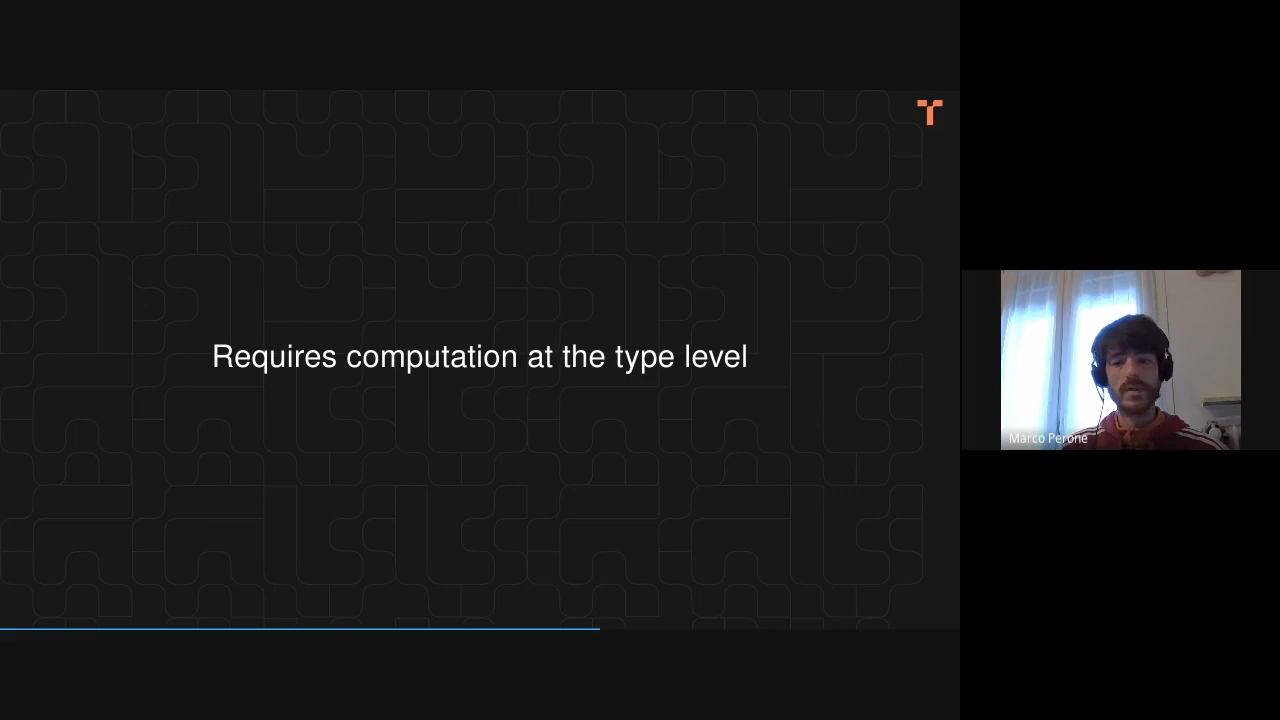 Requires computation at the type level
Marco Perone